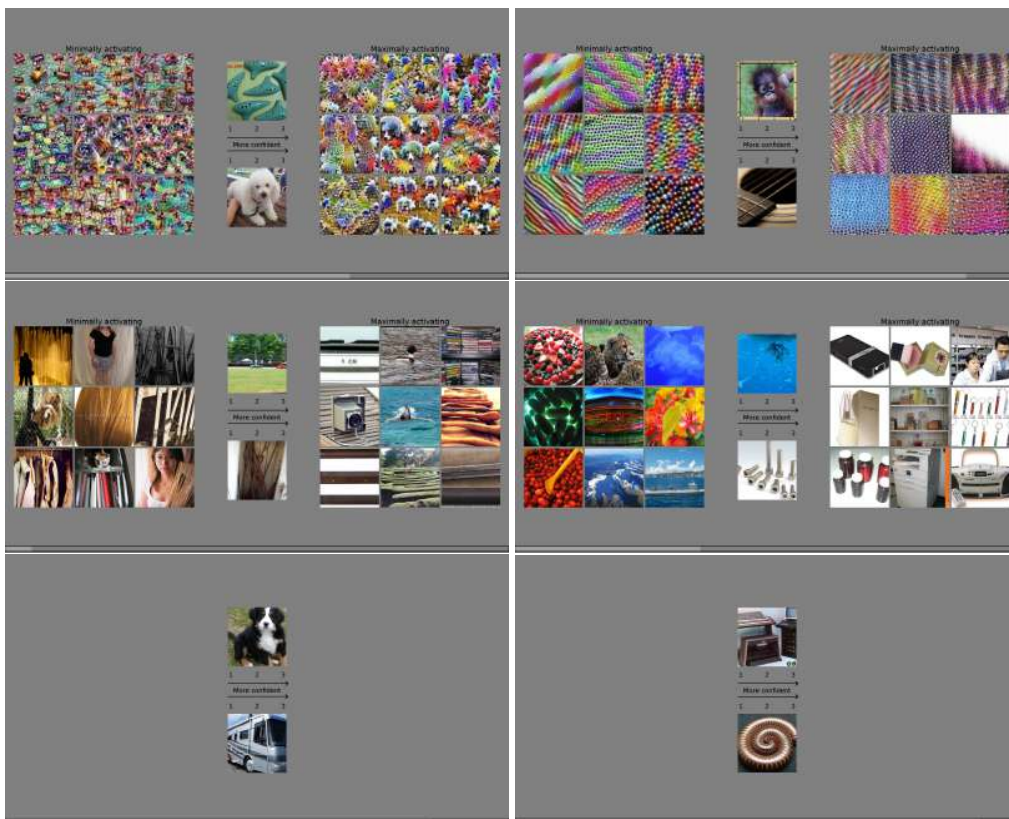 Minimally activating
Maximally activating
1 2 3
More confident
1 2 3
Minimally activating
Maximally activating
1 2 3
More confident
1 2 3
Minimally activating
Maximally activating
1 2 3
More confident
1 2 3
Minimally activating
Maximally activating
1 2 3
More confident
1 2 3
1 2 3
More confident
1 2 3
1 2 3
More confident
1 2 3